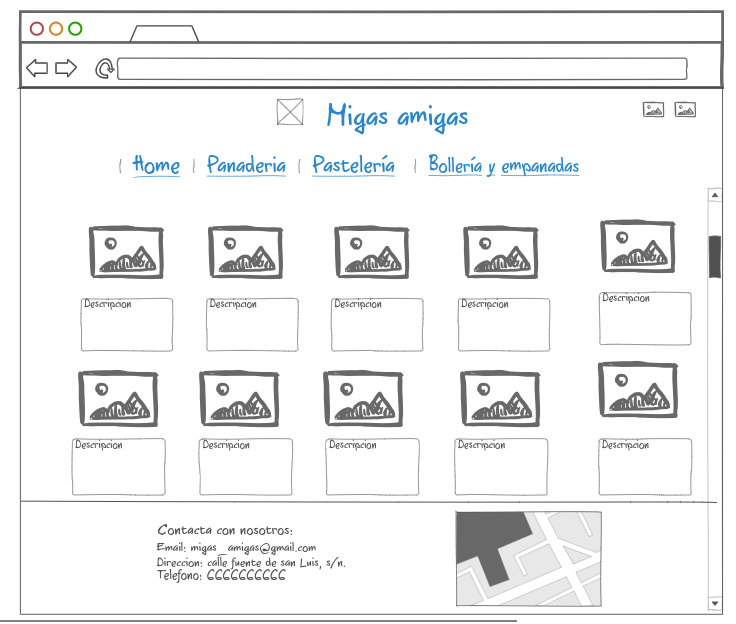 Migas amigas
| Home | Panaderia | Pastelería | Bollería y empanadas
Descripcion Descripcion Descripcion Descripcion Descripcion
Descripcion Descripcion Descripcion Descripcion Descripcion
Contacta con nosotros:
Email: migas_amigas@gmail.com
Direccion: calle fuente de san Luis, s/n.
Telefono: 6666666666